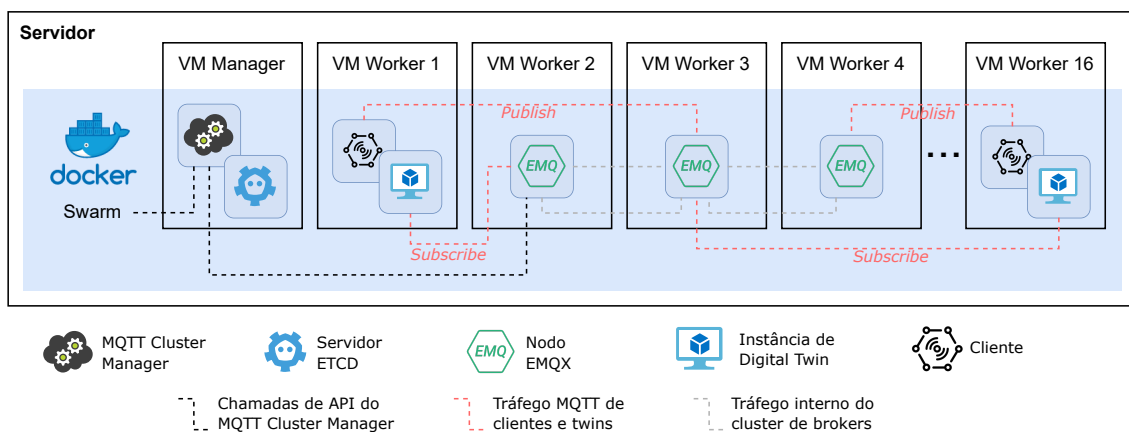 Servidor
VM Manager
VM Worker 1
VM Worker 2
VM Worker 3
VM Worker 4
VM Worker 16
Publish
Publish
EMQ
EMQ
EMQ
...
docker
Swarm
Subscribe
Subscribe
MQTT Cluster
Manager
Servidor
ETCD
EMQ
Nodo
EMQX
Instância de
Digital Twin
Cliente
Chamadas de API do
MQTT Cluster Manager
Tráfego MQTT de
clientes e twins
Tráfego interno do
cluster de brokers